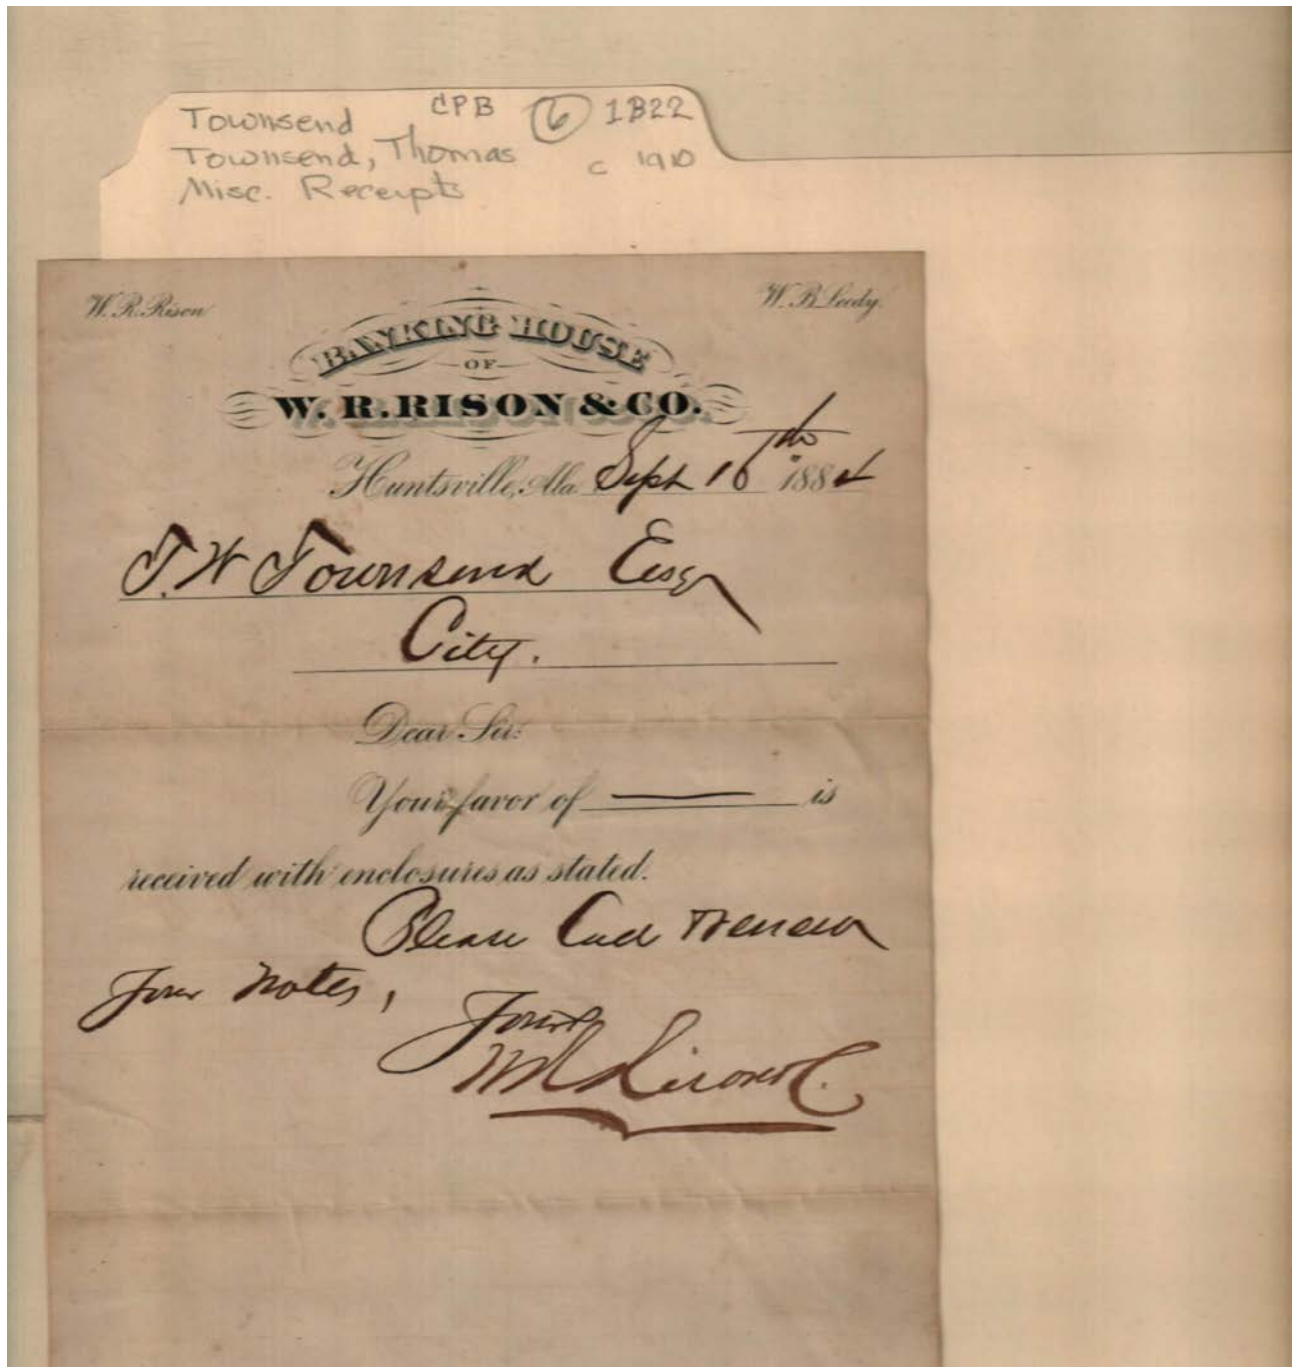 Townsend CPB 6 1B22
Townsend, Thomas c 1910
Misc. Receipts
W. R. Rison W. B. Leedy.
BANKING HOUSE
OF
W. R. RISON & CO.
Huntsville, Ala. Sept 16th 1884
T. W Townsend Esq
City.
Dear Sir:
Your favor of is
received with enclosures as stated.
Please Call & renew
Your Notes,
Yours
W R Rison & Co.